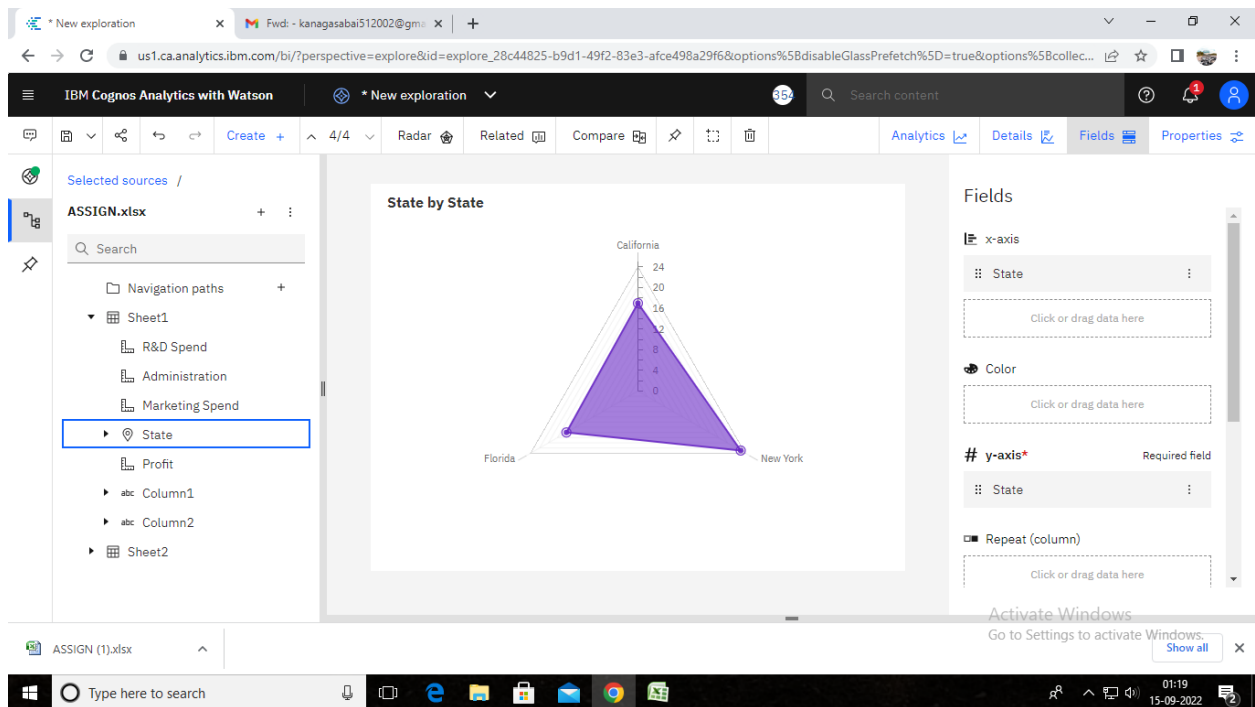 * New exploration
Fwd: - kanagasabai512002@gma
us1.ca.analytics.ibm.com/bi/?perspective=explore&id=explore_28c44825-b9d1-49f2-83e3-afce498a29f6&options%5BdisableGlassPrefetch%5D=true&options%5Bcollec...
IBM Cognos Analytics with Watson
* New exploration
354
Search content
1
Create +
4/4
Radar
Related
Compare
Analytics
Details
Fields
Properties
Selected sources /
ASSIGN.xlsx
Search
Navigation paths
Sheet1
R&D Spend
Administration
Marketing Spend
State
Profit
abc Column1
abc Column2
Sheet2
State by State
California
24
20
16
12
8
4
0
Florida
New York
Fields
x-axis
State
Click or drag data here
Color
Click or drag data here
# y-axis* Required field
State
Repeat (column)
Click or drag data here
Activate Windows
Go to Settings to activate Windows.
ASSIGN (1).xlsx
Show all
Type here to search
01:19
15-09-2022
2